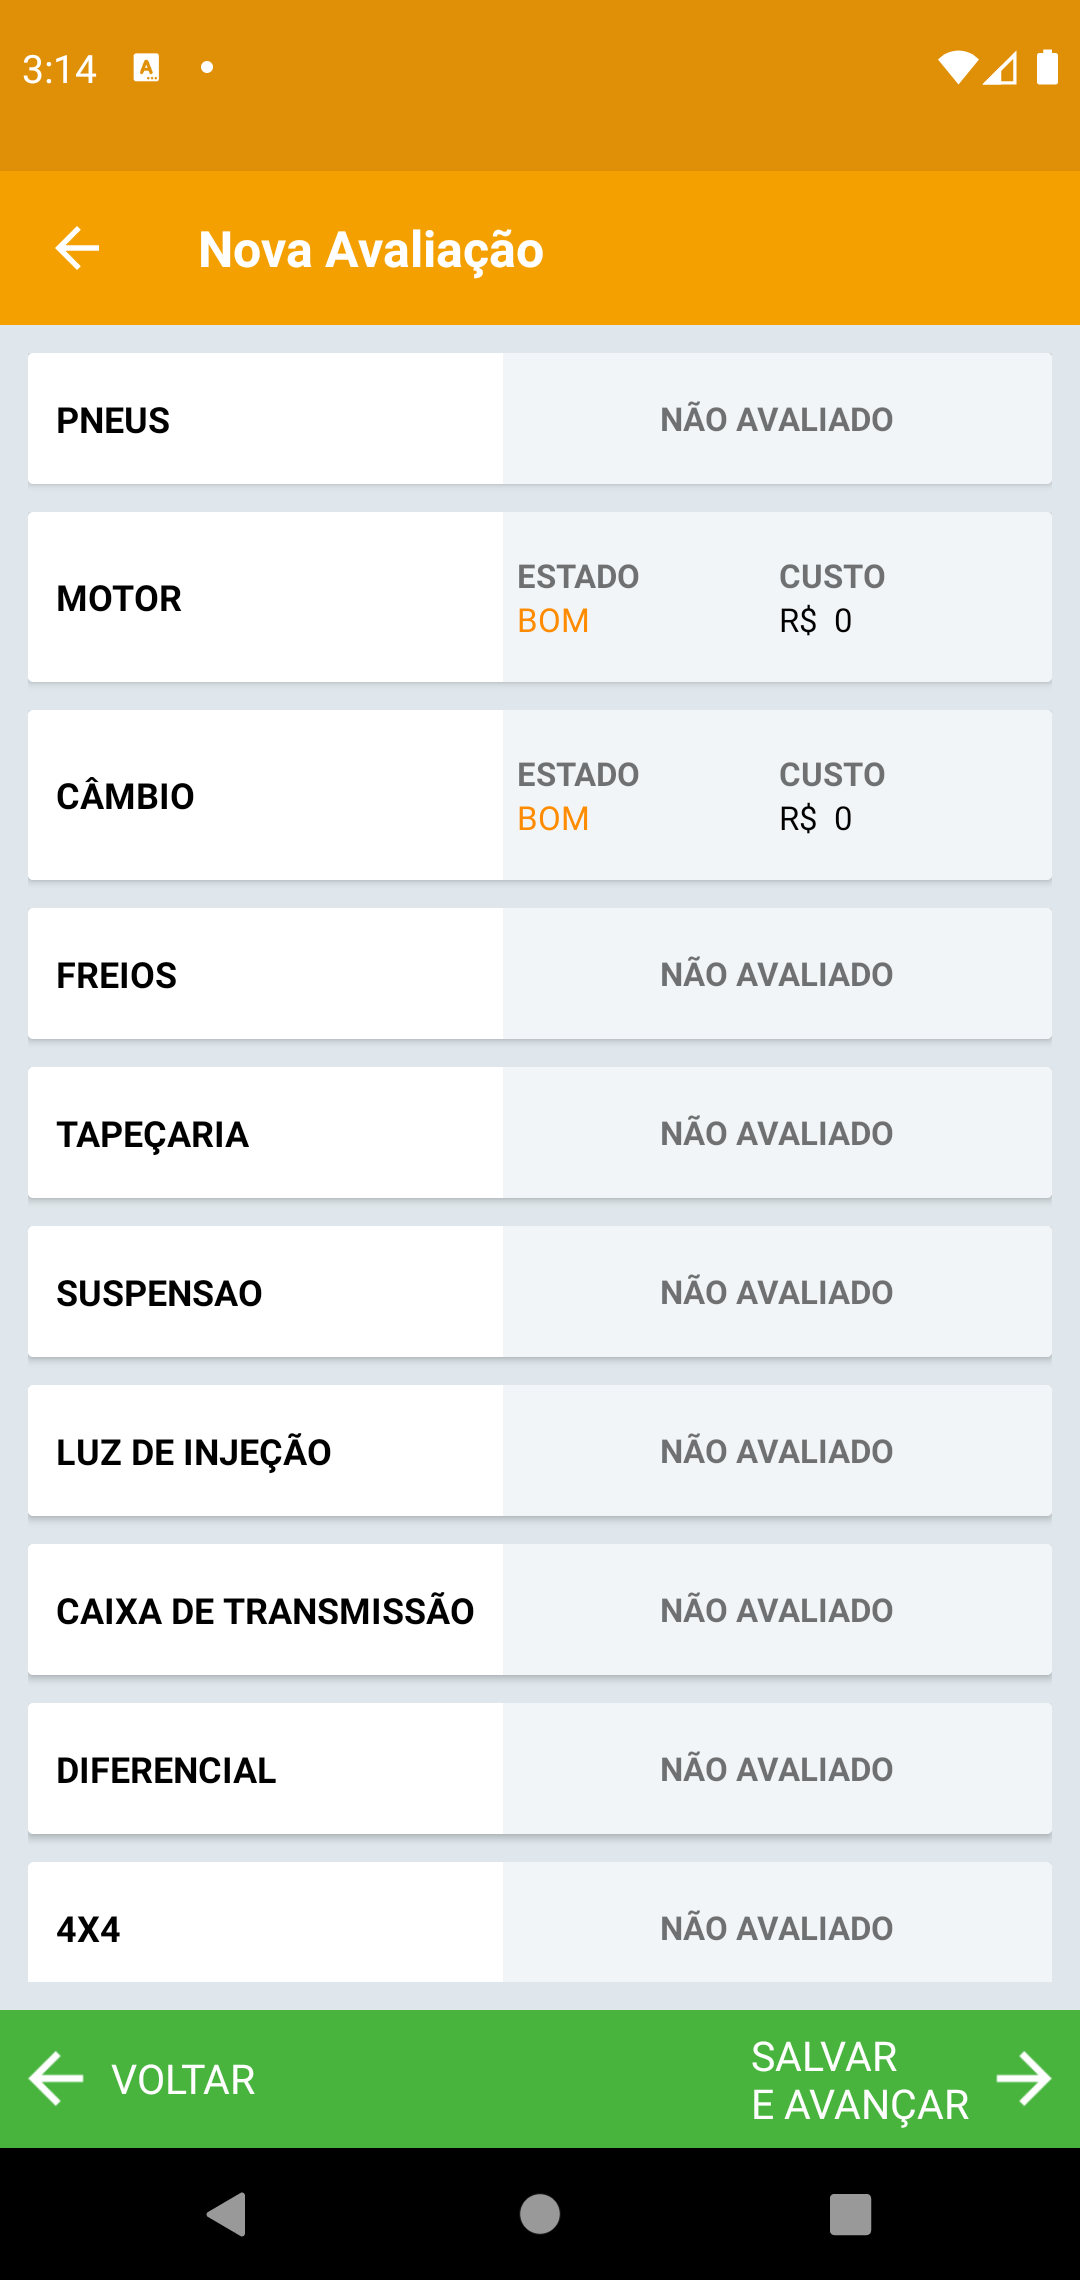 3:14
Nova Avaliação
PNEUS
NÃO AVALIADO
MOTOR
ESTADO
BOM
CUSTO
R$ 0
CÂMBIO
ESTADO
BOM
CUSTO
R$ 0
FREIOS
NÃO AVALIADO
TAPEÇARIA
NÃO AVALIADO
SUSPENSAO
NÃO AVALIADO
LUZ DE INJEÇÃO
NÃO AVALIADO
CAIXA DE TRANSMISSÃO
NÃO AVALIADO
DIFERENCIAL
NÃO AVALIADO
4X4
NÃO AVALIADO
VOLTAR
SALVAR
E AVANÇAR